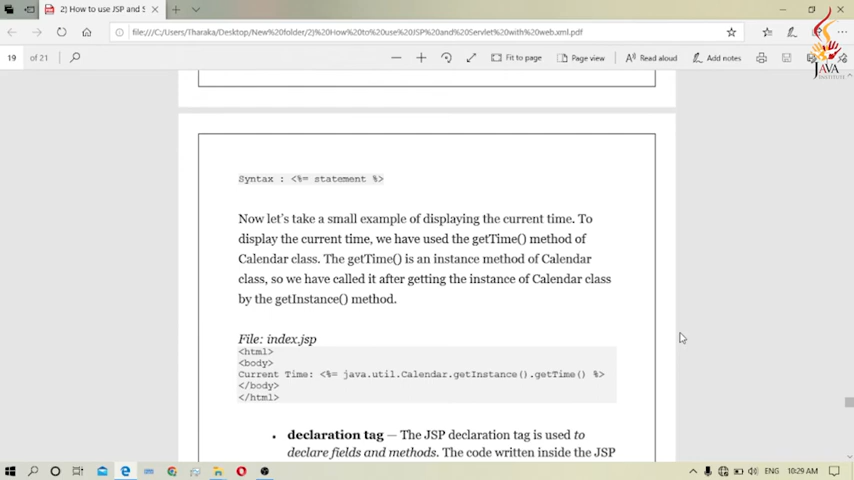 2) How to use JSP and S
file:///C:/Users/Tharaka/Desktop/New%20folder/2)%20How%20to%20use%20JSP%20and%20Servlet%20with%20web.xml.pdf
19 of 21
Fit to page
Page view
Read aloud
Add notes
JAVA
INSTITUTE
Syntax : <%= statement %>
Now let's take a small example of displaying the current time. To
display the current time, we have used the getTime() method of
Calendar class. The getTime() is an instance method of Calendar
class, so we have called it after getting the instance of Calendar class
by the getInstance() method.
File: index.jsp
<html>
<body>
Current Time: <%= java.util.Calendar.getInstance().getTime() %>
</body>
</html>
• declaration tag — The JSP declaration tag is used to
declare fields and methods. The code written inside the JSP
ENG
10:29 AM